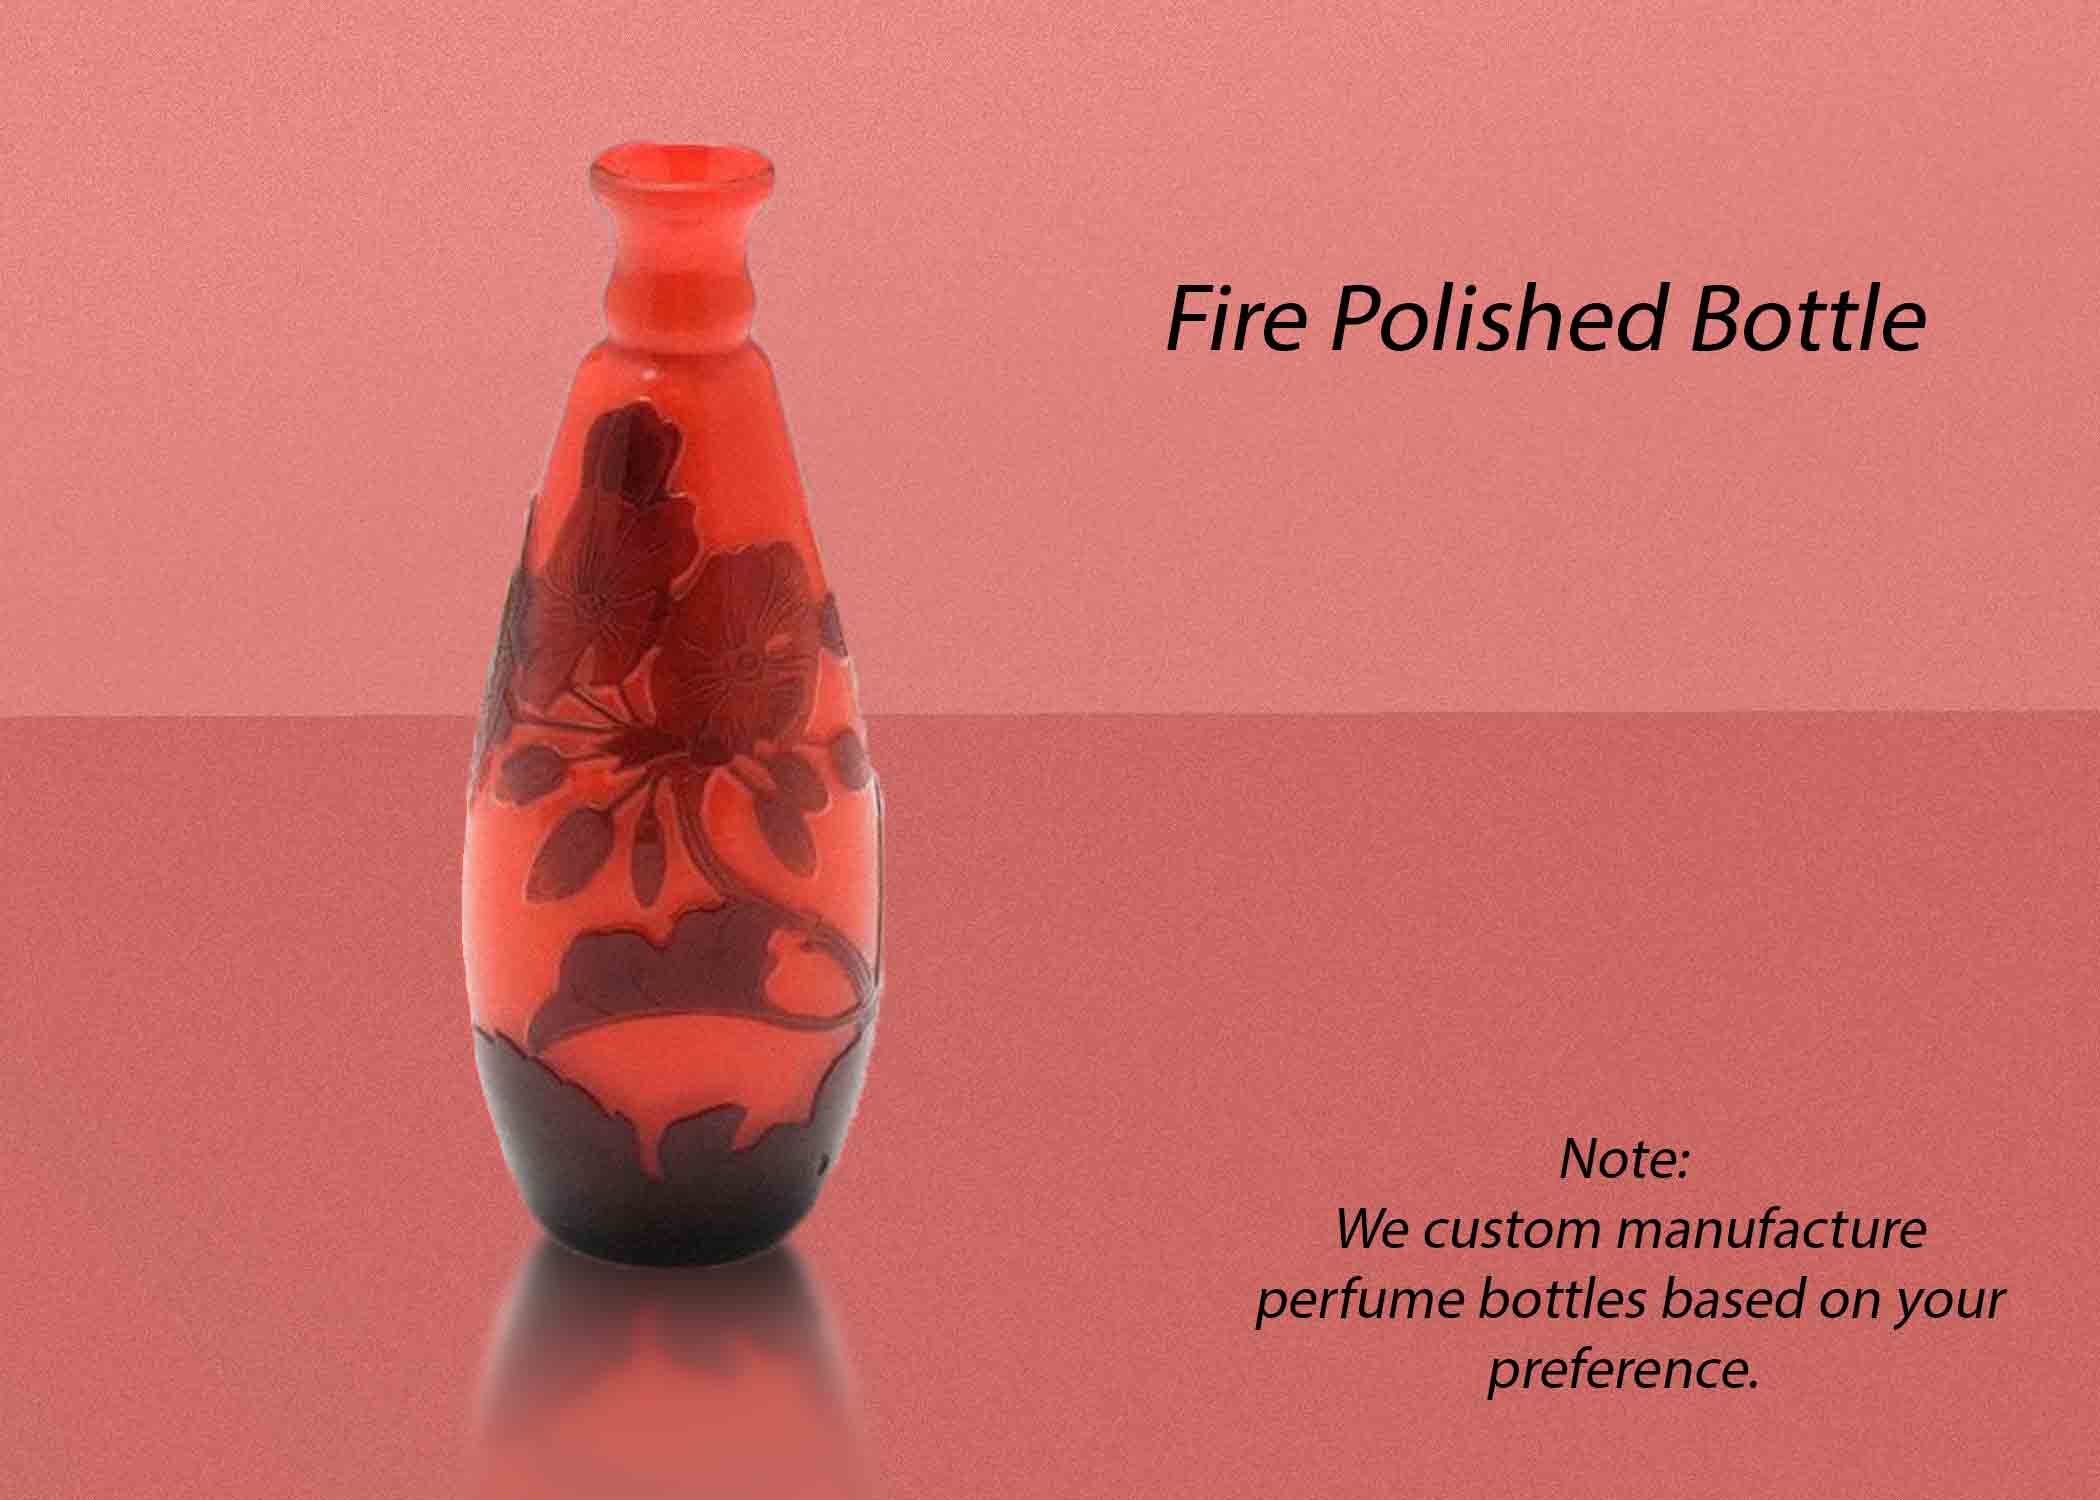 Fire Polished Bottle
Note:
We custom manufacture
perfume bottles based on your
preference.